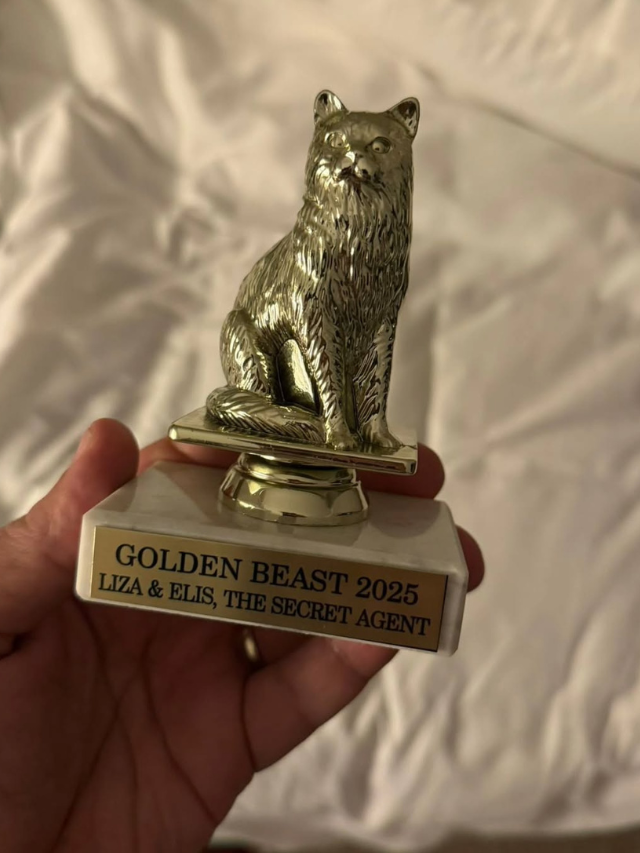 GOLDEN BEAST 2025
LIZA & ELIS, THE SECRET AGENT